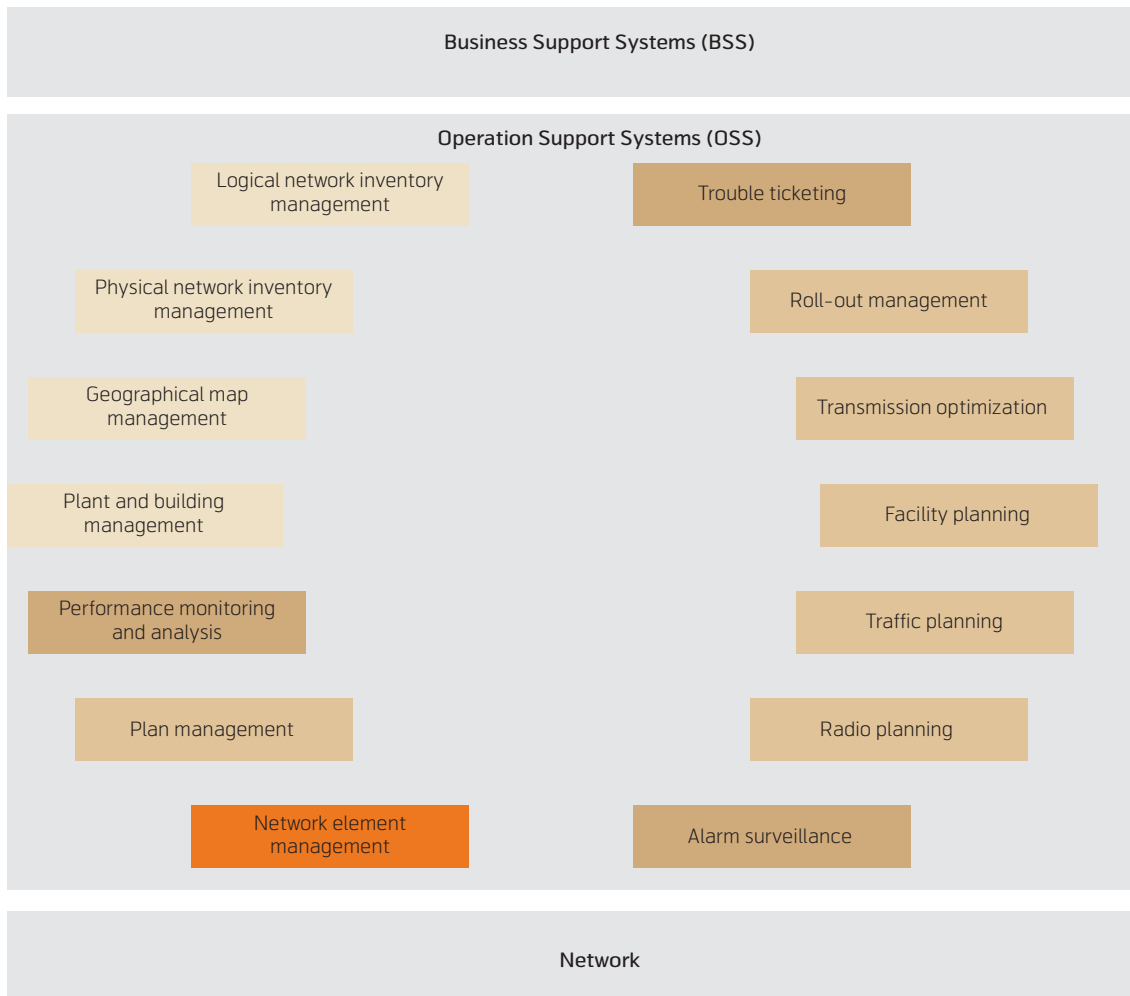 Business Support Systems (BSS)
Operation Support Systems (OSS)
Logical network inventory
management
Trouble ticketing
Physical network inventory
management
Roll-out management
Geographical map
management
Transmission optimization
Plant and building
management
Facility planning
Performance monitoring
and analysis
Traffic planning
Plan management
Radio planning
Network element
management
Alarm surveillance
Network